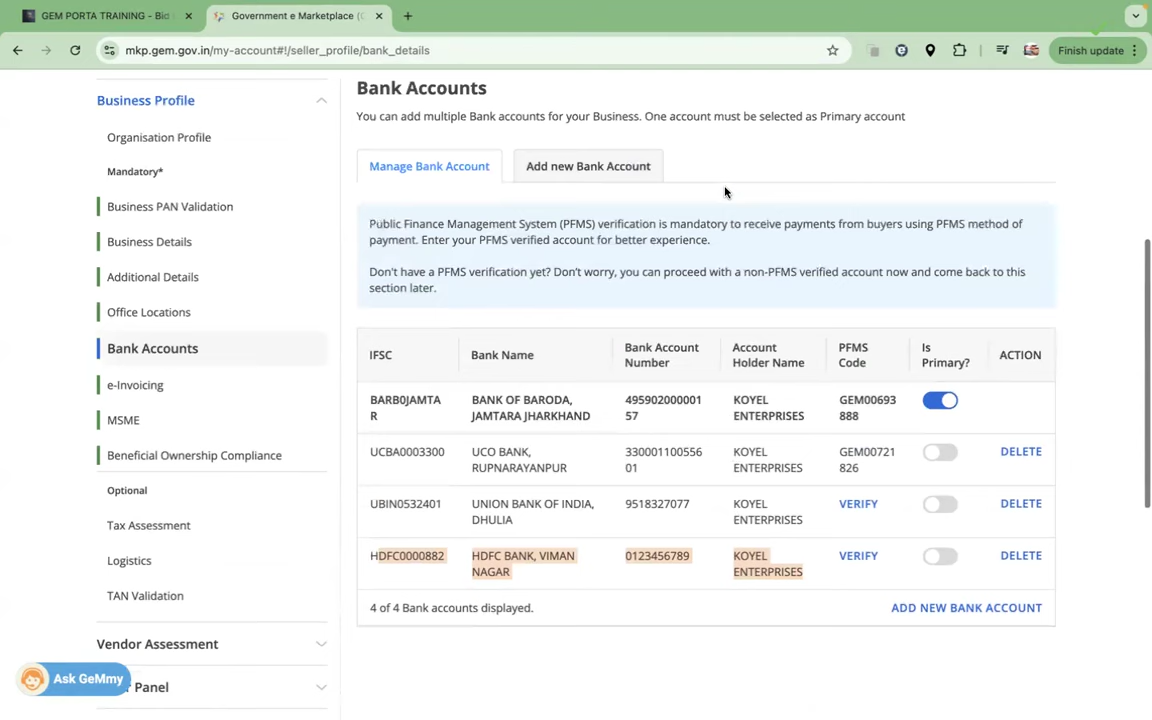 GEM PORTA TRAINING - Bid
Government e Marketplace (
mkp.gem.gov.in/my-account#!/seller_profile/bank_details
Finish update
Business Profile
Organisation Profile
Mandatory*
Business PAN Validation
Business Details
Additional Details
Office Locations
Bank Accounts
e-Invoicing
MSME
Beneficial Ownership Compliance
Optional
Tax Assessment
Logistics
TAN Validation
Vendor Assessment
r Panel
Ask GeMmy
Bank Accounts
You can add multiple Bank accounts for your Business. One account must be selected as Primary account
Manage Bank Account
Add new Bank Account
Public Finance Management System (PFMS) verification is mandatory to receive payments from buyers using PFMS method of
payment. Enter your PFMS verified account for better experience.
Don't have a PFMS verification yet? Don't worry, you can proceed with a non-PFMS verified account now and come back to this
section later.
IFSC
Bank Name
Bank Account
Number
Account
Holder Name
PFMS
Code
Is
Primary?
ACTION
BARB0JAMTA
R
BANK OF BARODA,
JAMTARA JHARKHAND
495902000001
57
KOYEL
ENTERPRISES
GEM00693
888
UCBA0003300
UCO BANK,
RUPNARAYANPUR
330001100556
01
KOYEL
ENTERPRISES
GEM00721
826
DELETE
UBIN0532401
UNION BANK OF INDIA,
DHULIA
9518327077
KOYEL
ENTERPRISES
VERIFY
DELETE
HDFC0000882
HDFC BANK, VIMAN
NAGAR
0123456789
KOYEL
ENTERPRISES
VERIFY
DELETE
4 of 4 Bank accounts displayed.
ADD NEW BANK ACCOUNT